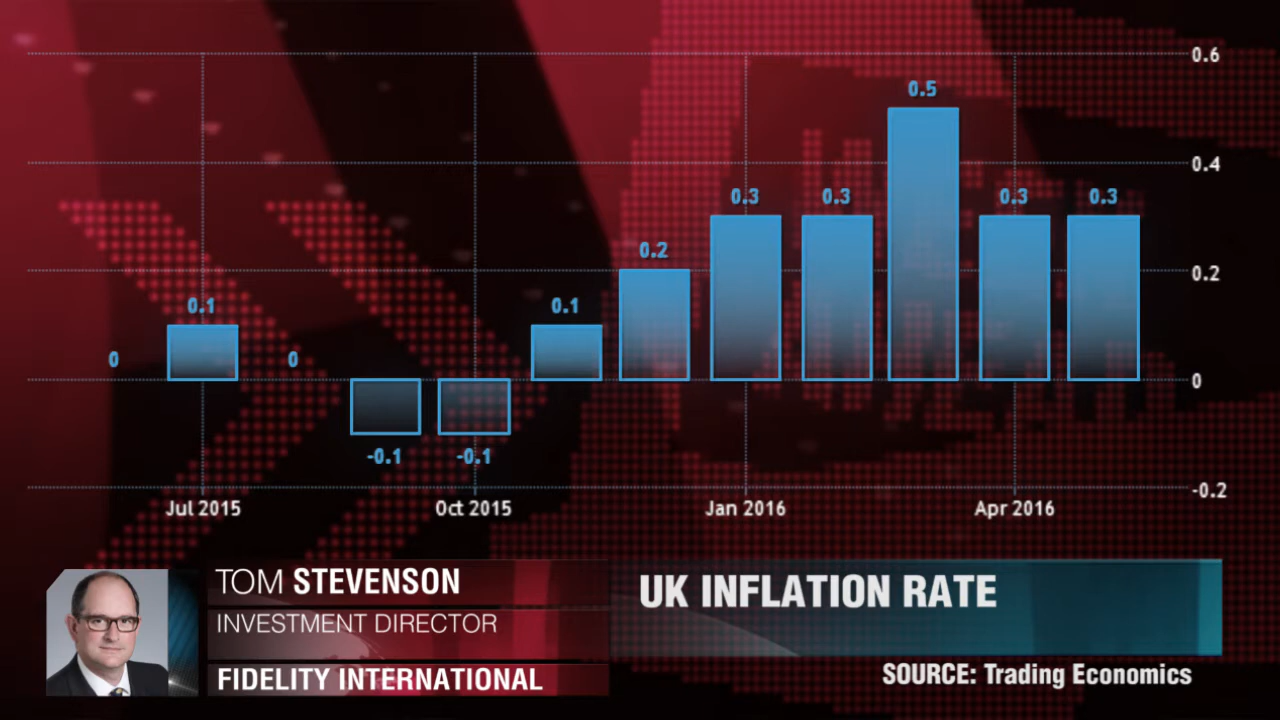 0.6
0.5
0.4
0.3 0.3 0.3 0.3
0.2
0.2
0.1 0.1
0 0
0
-0.1 -0.1
-0.2
Jul 2015 Oct 2015 Jan 2016 Apr 2016
TOM STEVENSON
INVESTMENT DIRECTOR
FIDELITY INTERNATIONAL
UK INFLATION RATE
SOURCE: Trading Economics